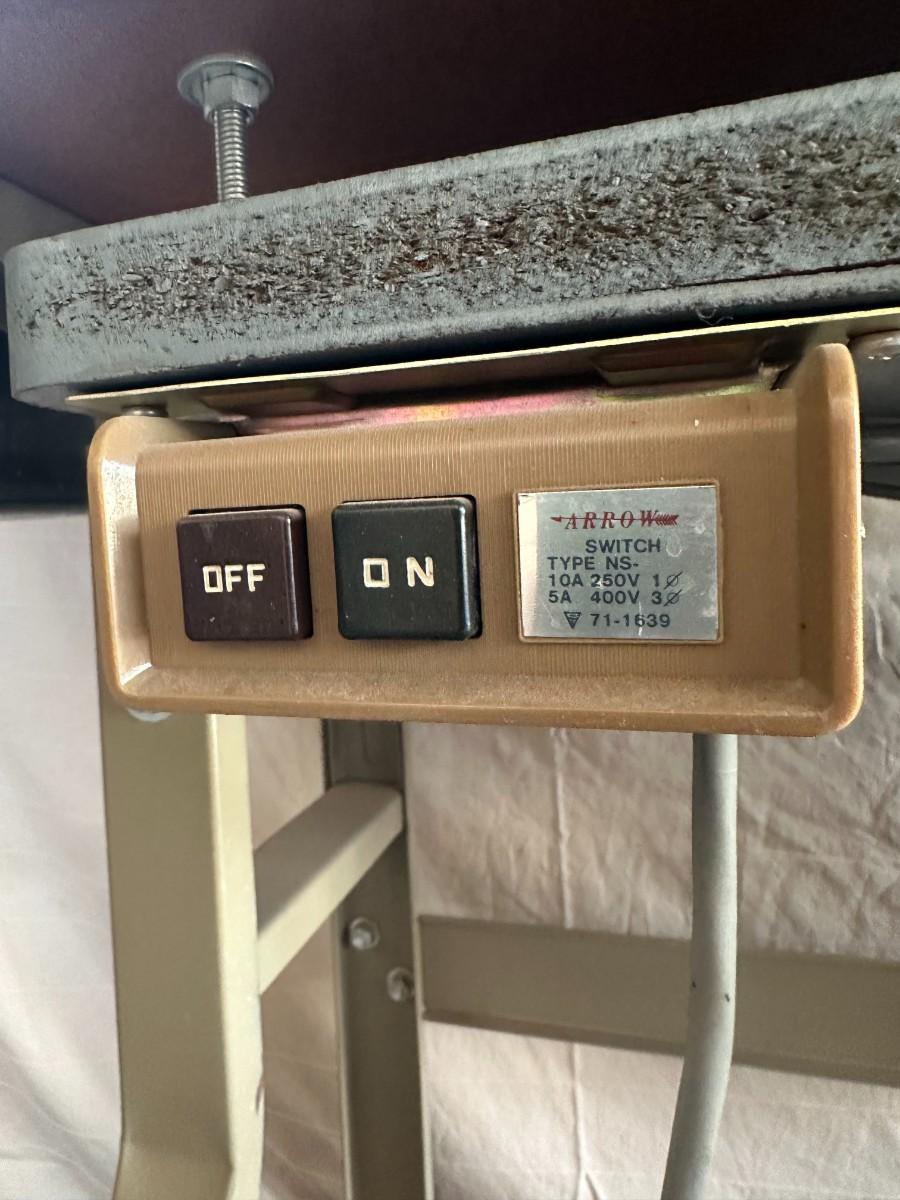 OFF
ON
ARROW
SWITCH
TYPE NS-
10A 250V 1∅
5A 400V 3∅
71-1639